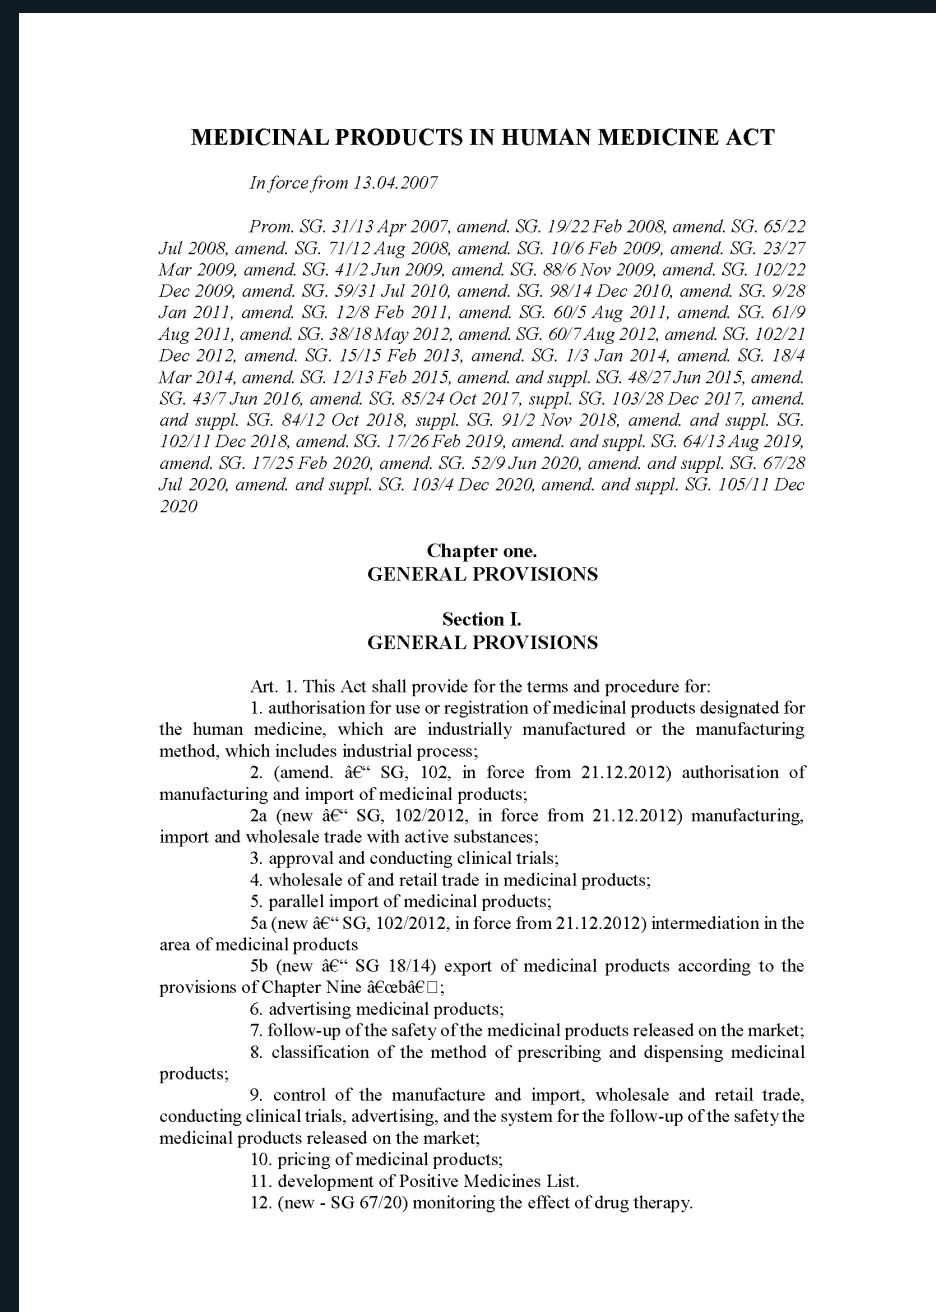 MEDICINAL PRODUCTS IN HUMAN MEDICINE ACT
In force from 13.04.2007
Prom. SG. 31/13 Apr 2007, amend. SG. 19/22 Feb 2008, amend. SG. 65/22
Jul 2008, amend. SG. 71/12 Aug 2008, amend. SG. 10/6 Feb 2009, amend. SG. 23/27
Mar 2009, amend. SG. 41/2 Jun 2009, amend. SG. 88/6 Nov 2009, amend. SG. 102/22
Dec 2009, amend. SG. 59/31 Jul 2010, amend. SG. 98/14 Dec 2010, amend. SG. 9/28
Jan 2011, amend. SG. 12/8 Feb 2011, amend. SG. 60/5 Aug 2011, amend. SG. 61/9
Aug 2011, amend. SG. 38/18 May 2012, amend. SG. 60/7 Aug 2012, amend. SG. 102/21
Dec 2012, amend. SG. 15/15 Feb 2013, amend. SG. 1/3 Jan 2014, amend. SG. 18/4
Mar 2014, amend. SG. 12/13 Feb 2015, amend. and suppl. SG. 48/27 Jun 2015, amend.
SG. 43/7 Jun 2016, amend. SG. 85/24 Oct 2017, suppl. SG. 103/28 Dec 2017, amend.
and suppl. SG. 84/12 Oct 2018, suppl. SG. 91/2 Nov 2018, amend. and suppl. SG.
102/11 Dec 2018, amend. SG. 17/26 Feb 2019, amend. and suppl. SG. 64/13 Aug 2019,
amend. SG. 17/25 Feb 2020, amend. SG. 52/9 Jun 2020, amend. and suppl. SG. 67/28
Jul 2020, amend. and suppl. SG. 103/4 Dec 2020, amend. and suppl. SG. 105/11 Dec
2020
Chapter one.
GENERAL PROVISIONS
Section I.
GENERAL PROVISIONS
Art. 1. This Act shall provide for the terms and procedure for:
1. authorisation for use or registration of medicinal products designated for
the human medicine, which are industrially manufactured or the manufacturing
method, which includes industrial process;
2. (amend. â€“ SG, 102, in force from 21.12.2012) authorisation of
manufacturing and import of medicinal products;
2a (new â€“ SG, 102/2012, in force from 21.12.2012) manufacturing,
import and wholesale trade with active substances;
3. approval and conducting clinical trials;
4. wholesale of and retail trade in medicinal products;
5. parallel import of medicinal products;
5a (new â€“ SG, 102/2012, in force from 21.12.2012) intermediation in the
area of medicinal products
5b (new â€“ SG 18/14) export of medicinal products according to the
provisions of Chapter Nine â€œbâ€□;
6. advertising medicinal products;
7. follow-up of the safety of the medicinal products released on the market;
8. classification of the method of prescribing and dispensing medicinal
products;
9. control of the manufacture and import, wholesale and retail trade,
conducting clinical trials, advertising, and the system for the follow-up of the safety the
medicinal products released on the market;
10. pricing of medicinal products;
11. development of Positive Medicines List.
12. (new - SG 67/20) monitoring the effect of drug therapy.